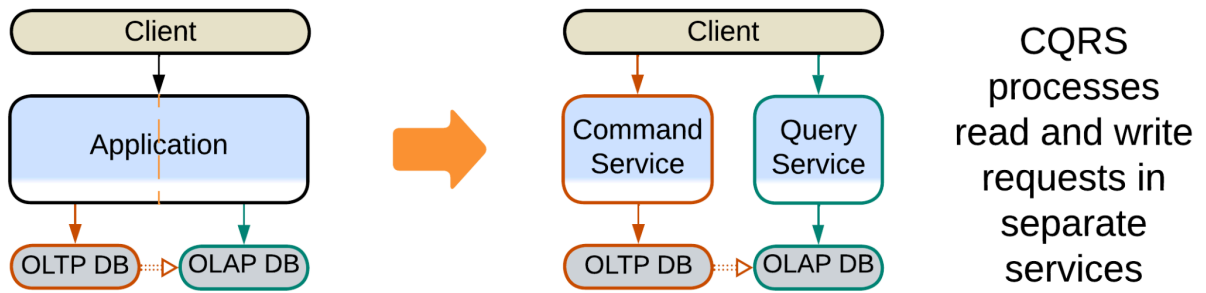 Client
Application
OLTP DB
OLAP DB
Client
Command
Service
Query
Service
OLTP DB
OLAP DB
CQRS
processes
read and write
requests in
separate
services